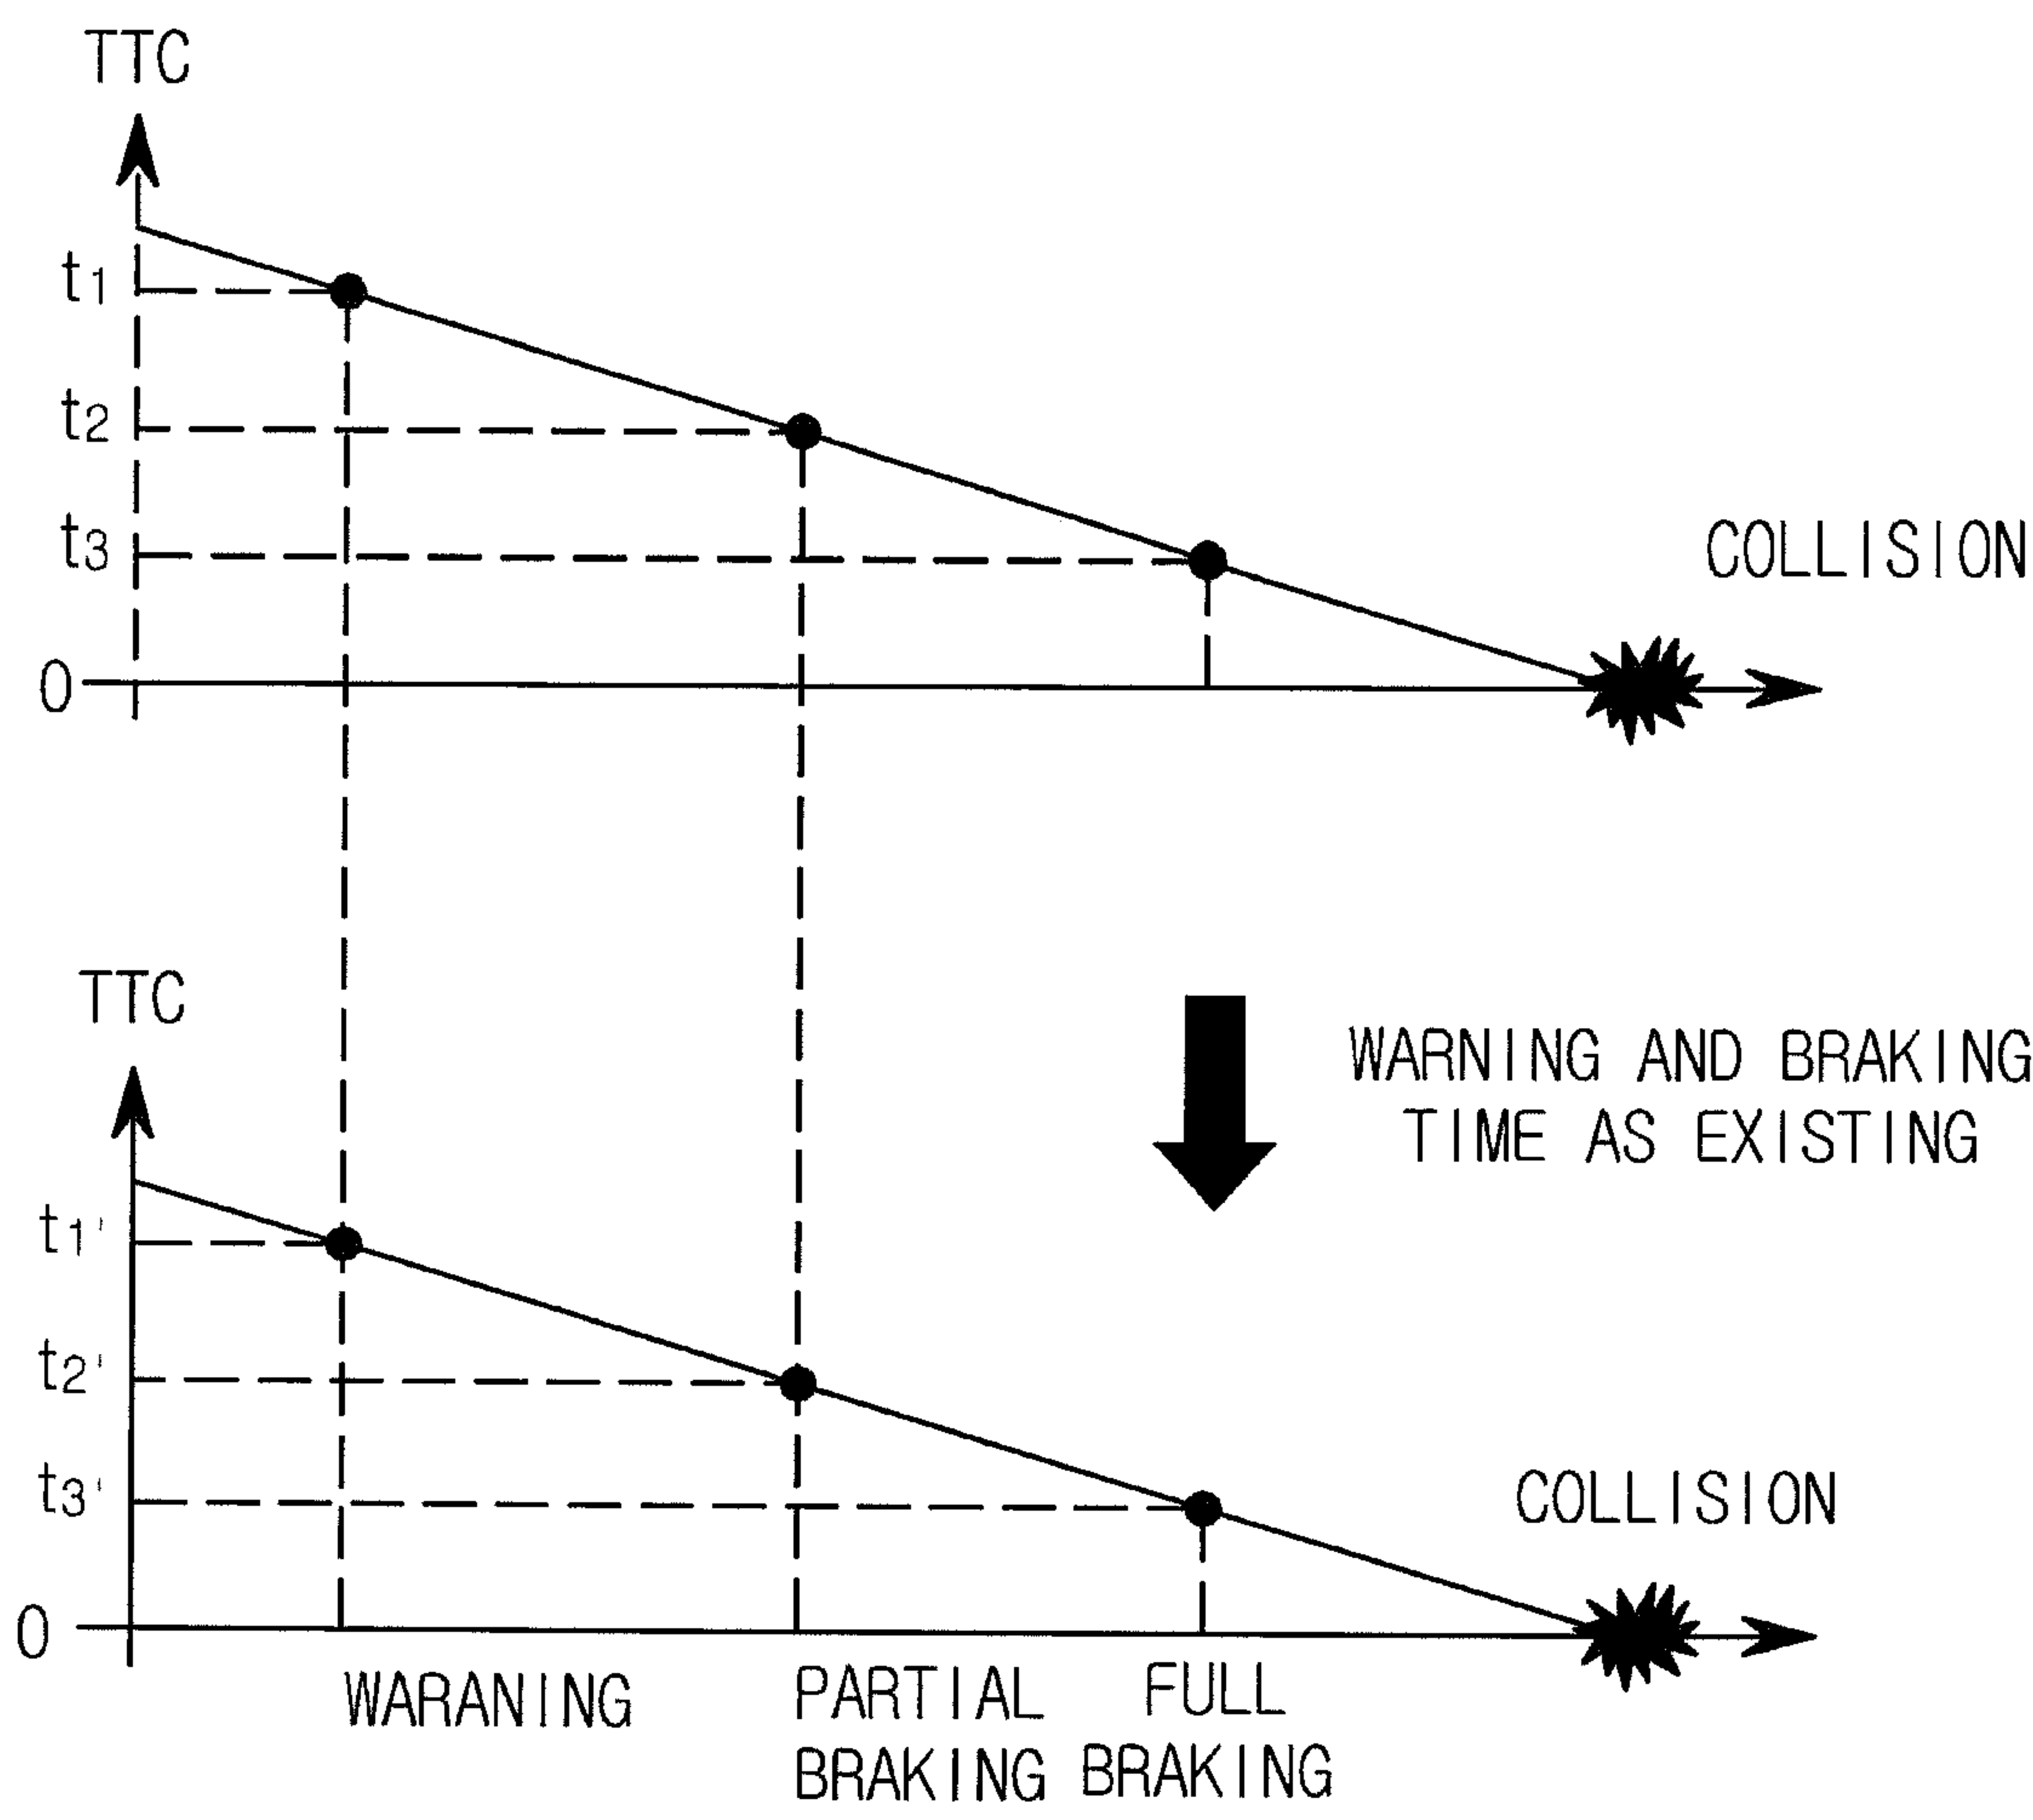 TTC
t1
t2
t3
COLLISION
0
TTC
WARNING AND BRAKING
TIME AS EXISTING
t1'
t2'
t3'
COLLISION
0
WARANING
PARTIAL
BRAKING
FULL
BRAKING